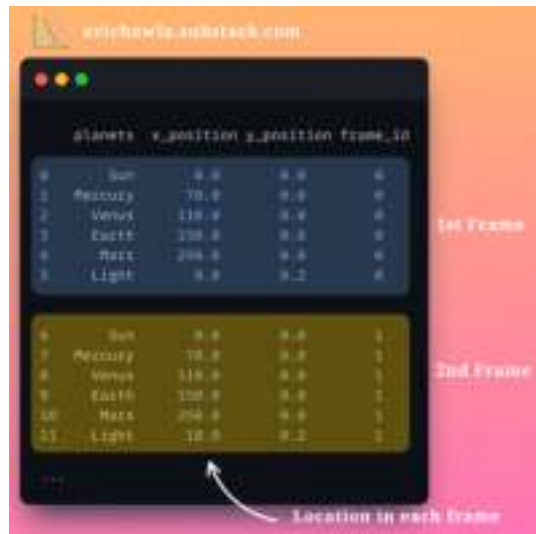 avichawla.substack.com
planets x_position y_position frame_id
0 Sun 0.0 0.0 0
1 Mercury 70.0 0.0 0
2 Venus 110.0 0.0 0
3 Earth 150.0 0.0 0
4 Mars 250.0 0.0 0
5 Light 0.0 0.2 0
1st Frame
6 Sun 0.0 0.0 1
7 Mercury 70.0 0.0 1
8 Venus 110.0 0.0 1
9 Earth 150.0 0.0 1
10 Mars 250.0 0.0 1
11 Light 10.0 0.2 1
2nd Frame
...
Location in each frame